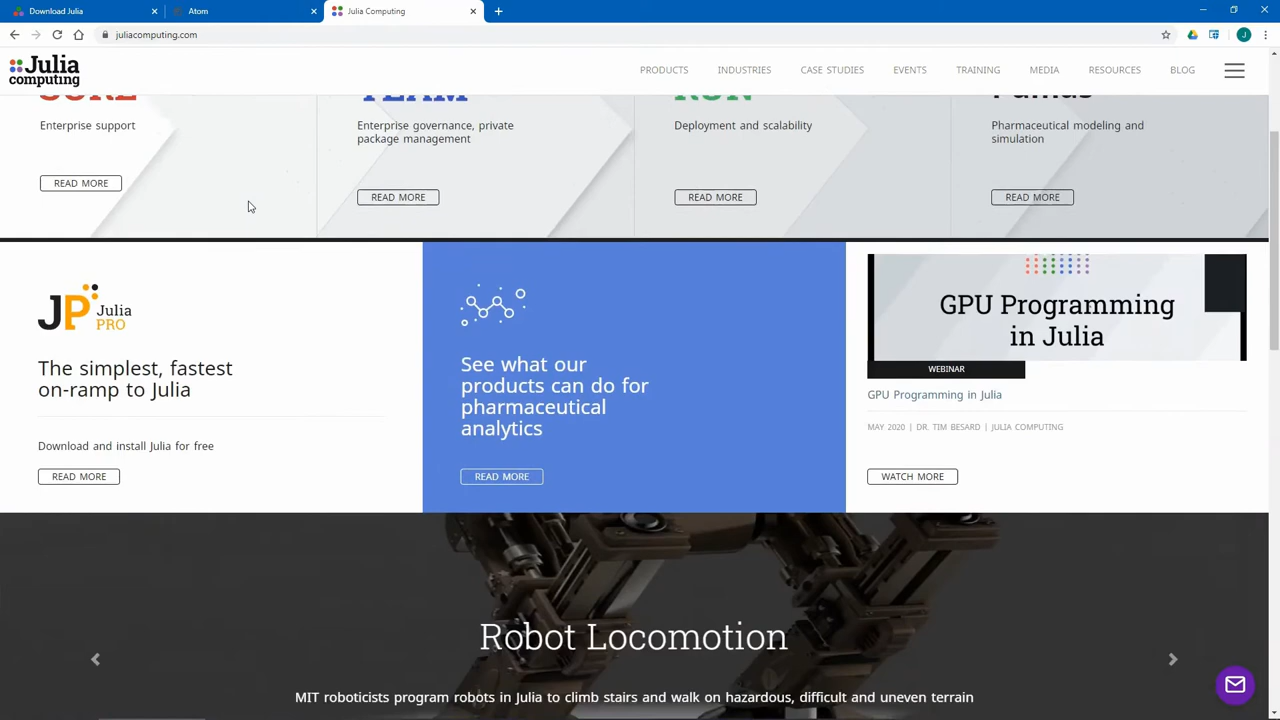 Download Julia
Atom
Julia Computing
juliacomputing.com
J
Julia
computing
PRODUCTS
INDUSTRIES
CASE STUDIES
EVENTS
TRAINING
MEDIA
RESOURCES
BLOG
TEAM
RUN
Enterprise support
READ MORE
Enterprise governance, private
package management
READ MORE
Deployment and scalability
READ MORE
Pharmaceutical modeling and
simulation
READ MORE
JP Julia
PRO
The simplest, fastest
on-ramp to Julia
Download and install Julia for free
READ MORE
See what our
products can do for
pharmaceutical
analytics
READ MORE
GPU Programming
in Julia
WEBINAR
GPU Programming in Julia
MAY 2020 | DR. TIM BESARD | JULIA COMPUTING
WATCH MORE
Robot Locomotion
MIT roboticists program robots in Julia to climb stairs and walk on hazardous, difficult and uneven terrain